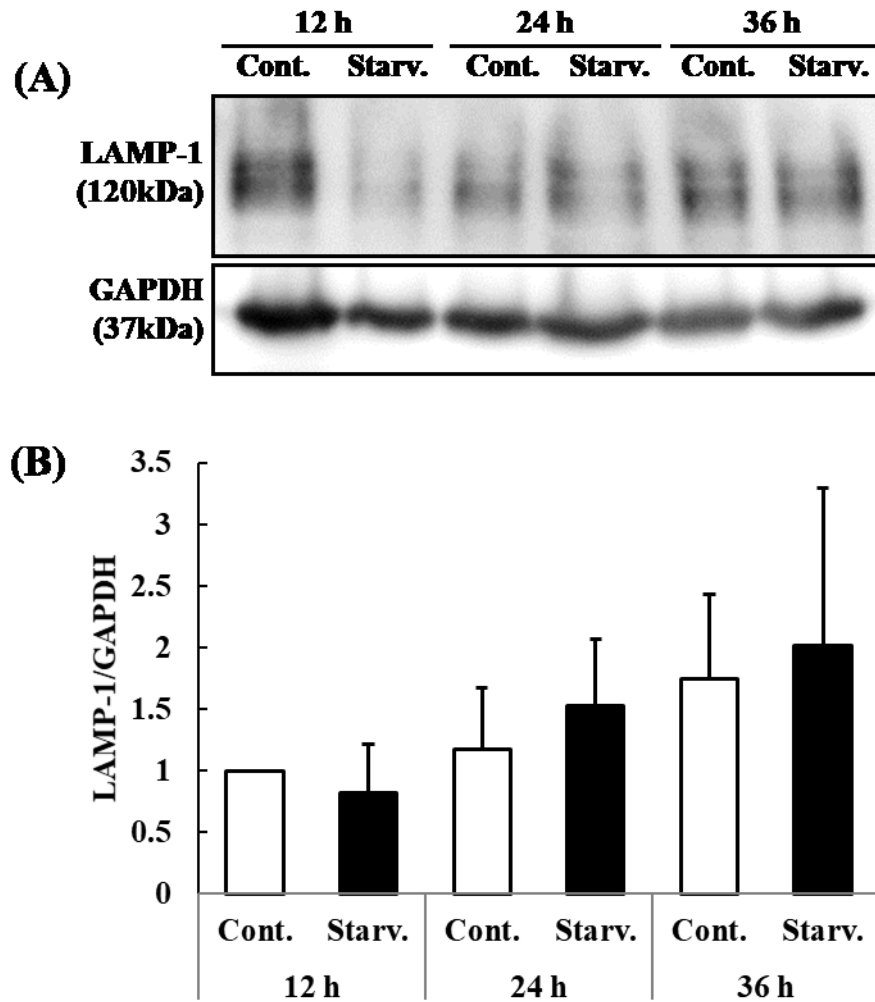 12 h 24 h 36 h
Cont. Starv. Cont. Starv. Cont. Starv.
(A)
LAMP-1
(120kDa)
GAPDH
(37kDa)
(B)
LAMP-1/GAPDH
3.5
3
2.5
2
1.5
1
0.5
0
Cont. Starv. Cont. Starv. Cont. Starv.
12 h 24 h 36 h